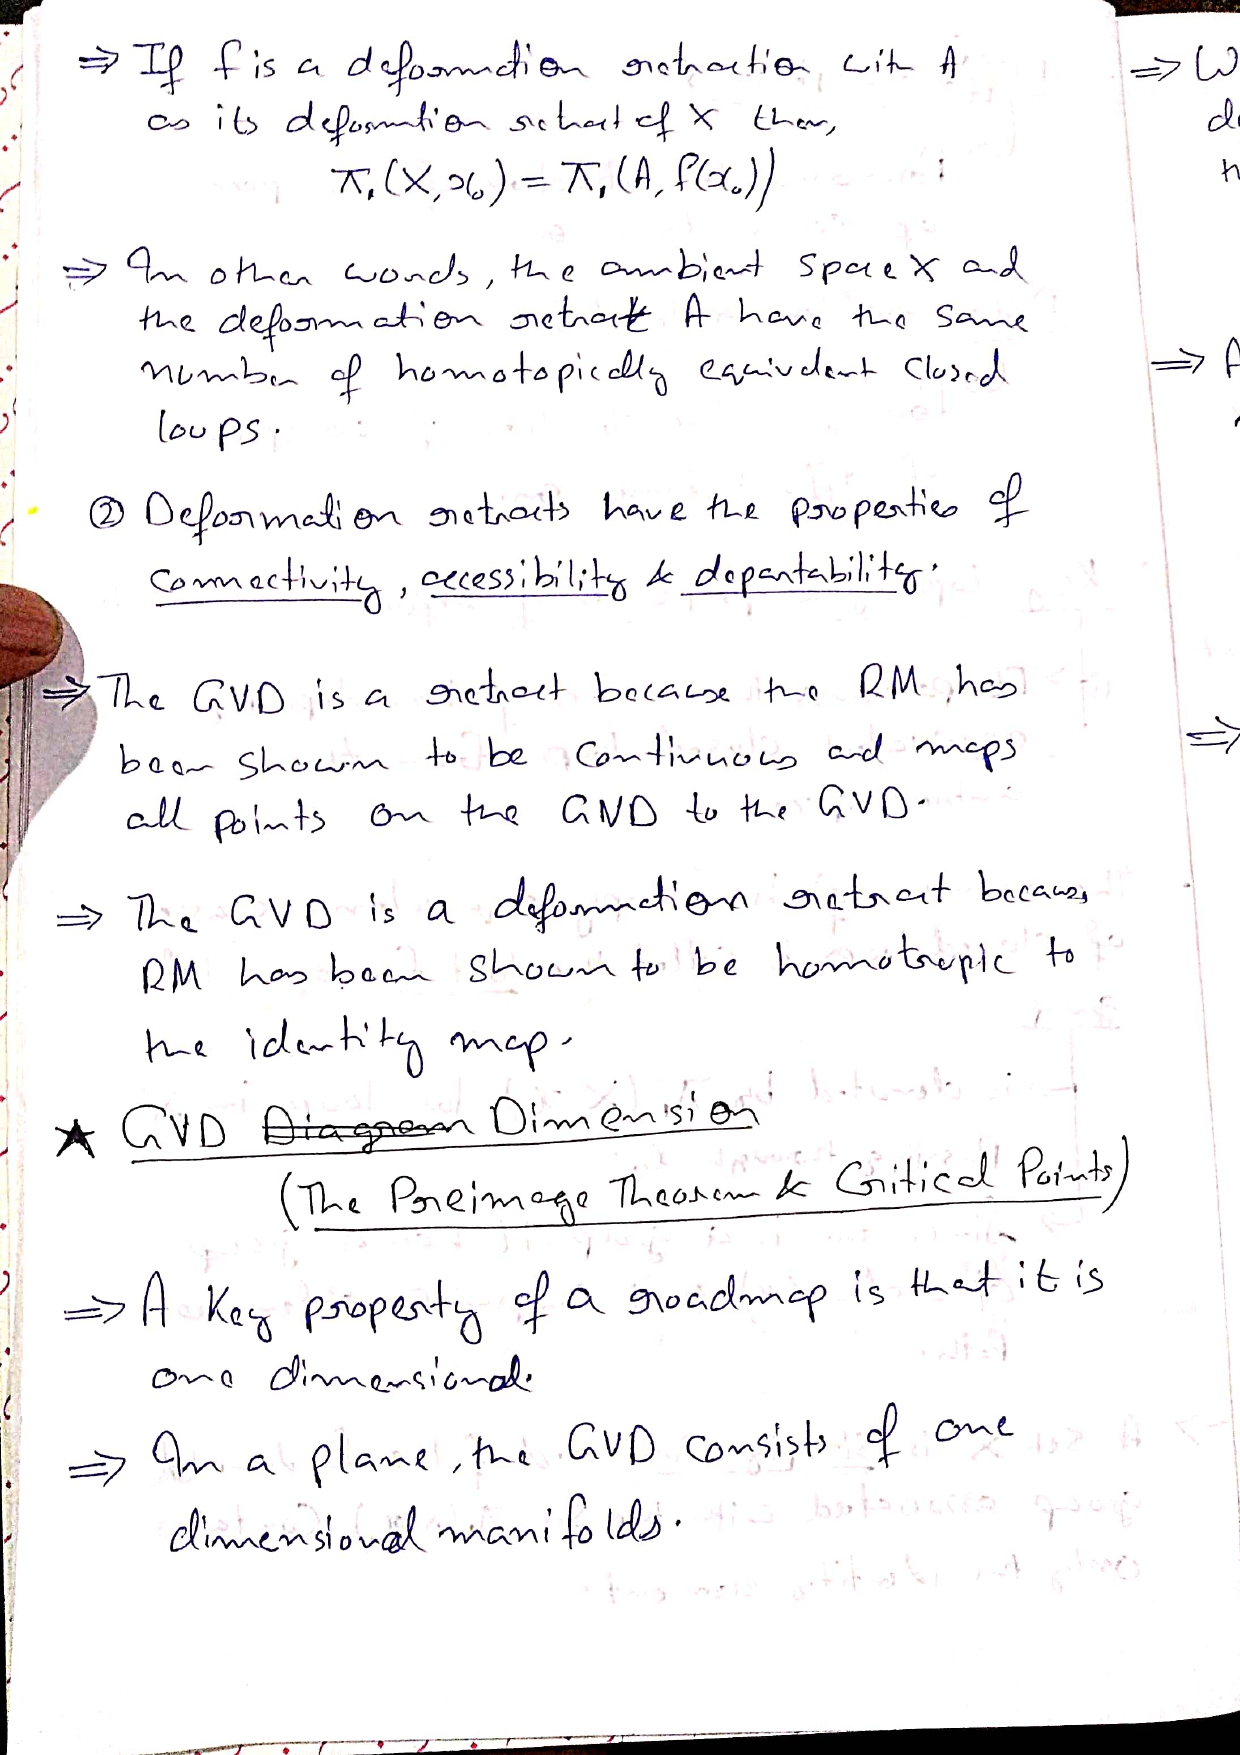 ⇒ If f is a deformation retraction with A
as its deformation retract of X then,
π₁(X, x₀) = π₁(A, f(x₀))
⇒ In other words, the ambient space X and
the deformation retract A have the same
number of homotopically equivalent closed
loops.
② Deformation retracts have the properties of
connectivity, accessibility & depantability.
⇒ The GVD is a retract because the RM has
been shown to be continuous and maps
all points on the GVD to the GVD.
⇒ The GVD is a deformation retract because
RM has been shown to be homotropic to
the identity map.
★ GVD Diagram Dimension
(The Preimage Theorem & Critical Points)
⇒ A key property of a roadmap is that it is
one dimensional.
⇒ In a plane, the GVD consists of one
dimensional manifolds.
⇒ W
⇒ A
⇒